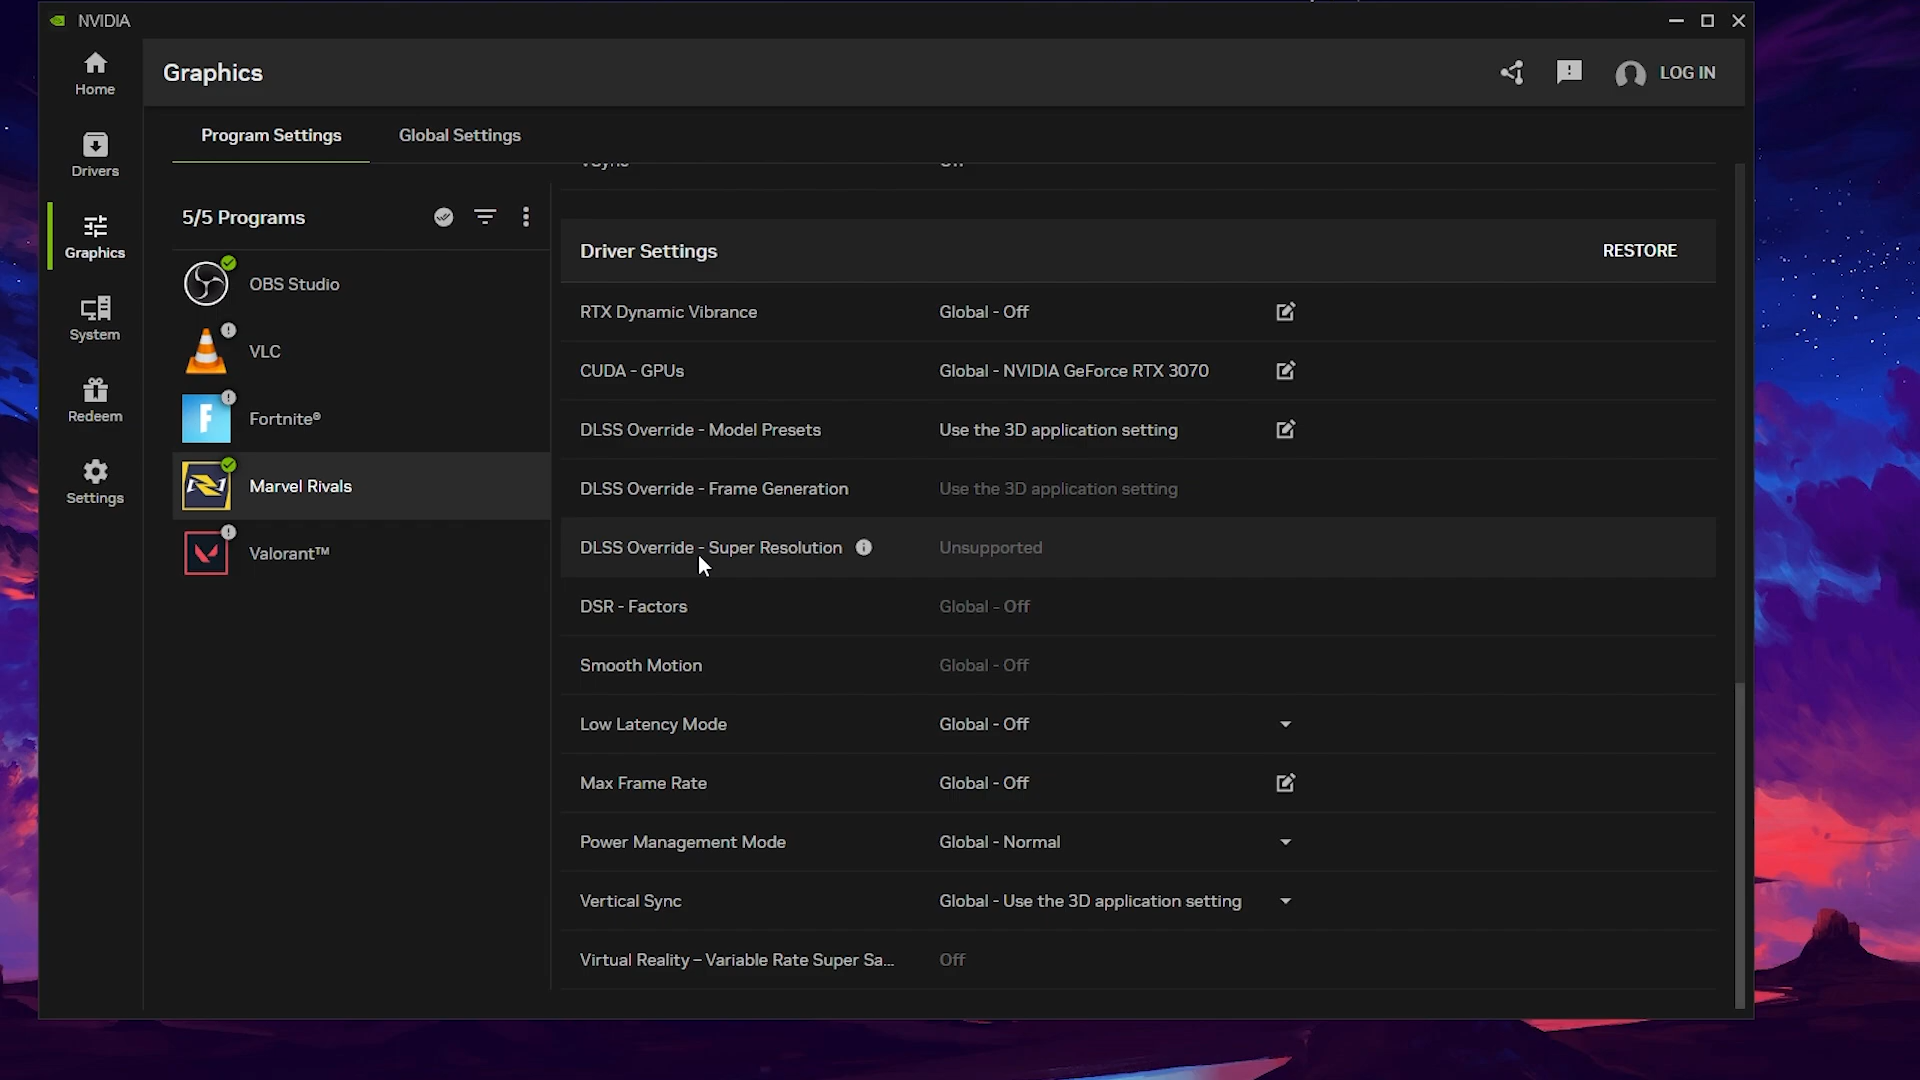 NVIDIA
Home
Drivers
Graphics
System
Redeem
Settings
Graphics
LOG IN
Program Settings
Global Settings
5/5 Programs
OBS Studio
VLC
Fortnite®
Marvel Rivals
Valorant™
Driver Settings
RESTORE
RTX Dynamic Vibrance Global - Off
CUDA - GPUs Global - NVIDIA GeForce RTX 3070
DLSS Override - Model Presets Use the 3D application setting
DLSS Override - Frame Generation Use the 3D application setting
DLSS Override - Super Resolution Unsupported
DSR - Factors Global - Off
Smooth Motion Global - Off
Low Latency Mode Global - Off
Max Frame Rate Global - Off
Power Management Mode Global - Normal
Vertical Sync Global - Use the 3D application setting
Virtual Reality – Variable Rate Super Sa... Off